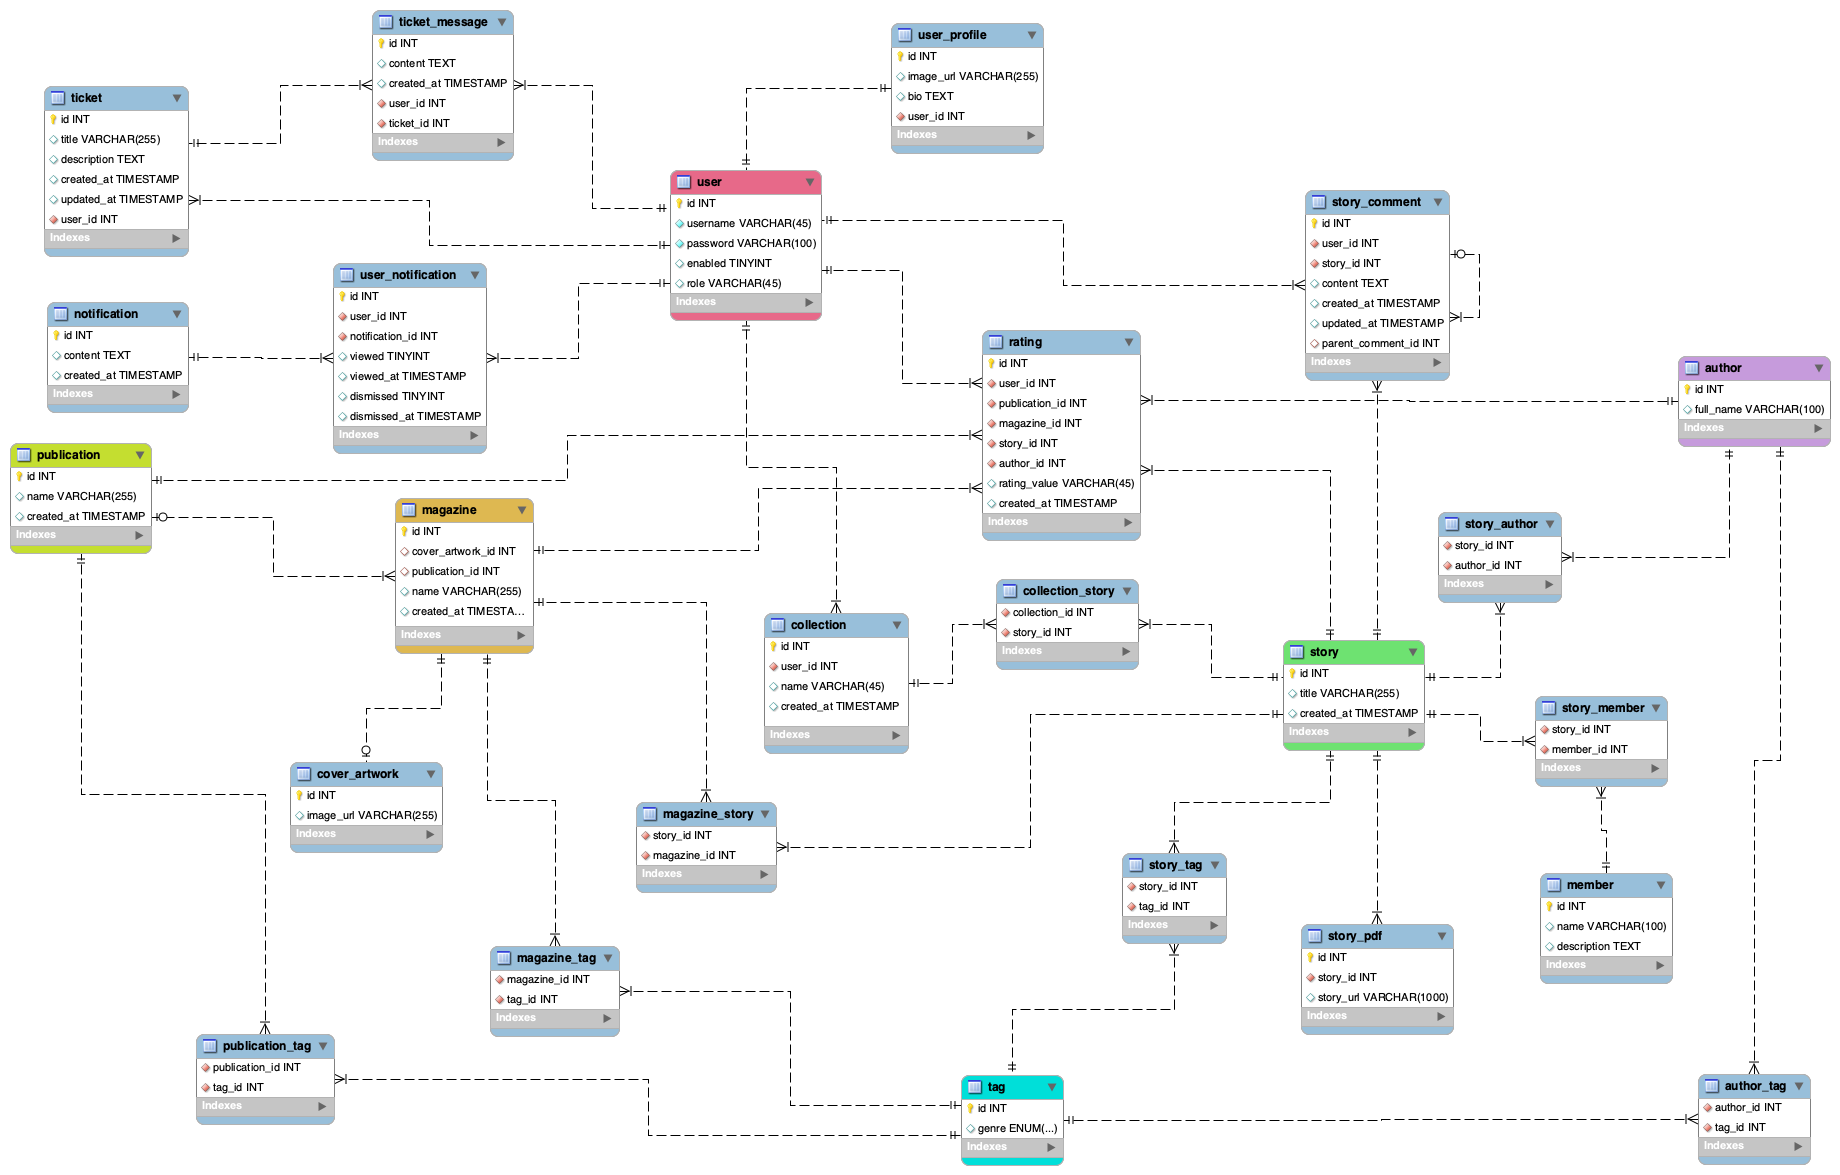 ticket_message
id INT
content TEXT
created_at TIMESTAMP
user_id INT
ticket_id INT
Indexes
user_profile
id INT
image_url VARCHAR(255)
bio TEXT
user_id INT
Indexes
ticket
id INT
title VARCHAR(255)
description TEXT
created_at TIMESTAMP
updated_at TIMESTAMP
user_id INT
Indexes
user
id INT
username VARCHAR(45)
password VARCHAR(100)
enabled TINYINT
role VARCHAR(45)
Indexes
story_comment
id INT
user_id INT
story_id INT
content TEXT
created_at TIMESTAMP
updated_at TIMESTAMP
parent_comment_id INT
Indexes
user_notification
id INT
user_id INT
notification_id INT
viewed TINYINT
viewed_at TIMESTAMP
dismissed TINYINT
dismissed_at TIMESTAMP
Indexes
notification
id INT
content TEXT
created_at TIMESTAMP
Indexes
rating
id INT
user_id INT
publication_id INT
magazine_id INT
story_id INT
author_id INT
rating_value VARCHAR(45)
created_at TIMESTAMP
Indexes
author
id INT
full_name VARCHAR(100)
Indexes
publication
id INT
name VARCHAR(255)
created_at TIMESTAMP
Indexes
magazine
id INT
cover_artwork_id INT
publication_id INT
name VARCHAR(255)
created_at TIMESTA...
Indexes
story_author
story_id INT
author_id INT
Indexes
collection_story
collection_id INT
story_id INT
Indexes
collection
id INT
user_id INT
name VARCHAR(45)
created_at TIMESTAMP
Indexes
story
id INT
title VARCHAR(255)
created_at TIMESTAMP
Indexes
story_member
story_id INT
member_id INT
Indexes
cover_artwork
id INT
image_url VARCHAR(255)
Indexes
magazine_story
story_id INT
magazine_id INT
Indexes
story_tag
story_id INT
tag_id INT
Indexes
member
id INT
name VARCHAR(100)
description TEXT
Indexes
story_pdf
id INT
story_id INT
story_url VARCHAR(1000)
Indexes
magazine_tag
magazine_id INT
tag_id INT
Indexes
publication_tag
publication_id INT
tag_id INT
Indexes
tag
id INT
genre ENUM(...)
Indexes
author_tag
author_id INT
tag_id INT
Indexes